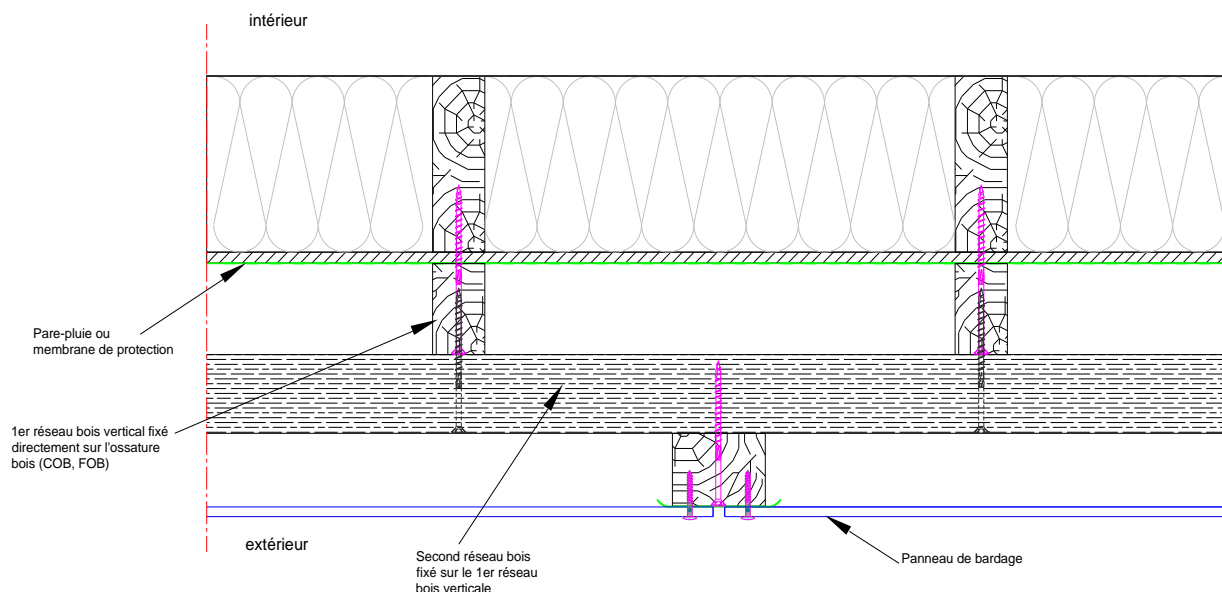 intérieur
Pare-pluie ou
membrane de protection
1er réseau bois vertical fixé
directement sur l'ossature
bois (COB, FOB)
extérieur
Second réseau bois
fixé sur le 1er réseau
bois verticale
Panneau de bardage